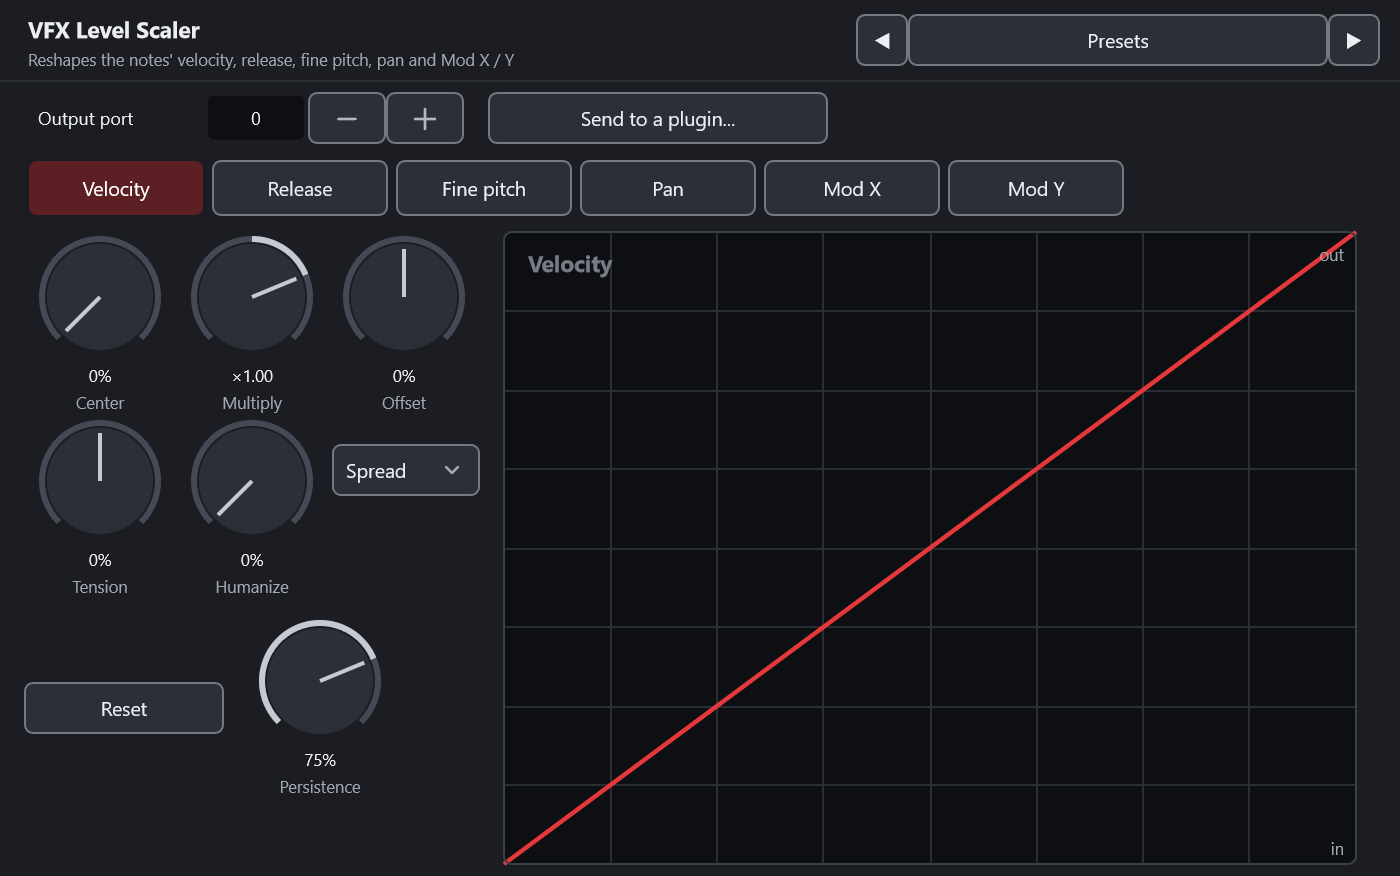 VFX Level Scaler
Reshapes the notes' velocity, release, fine pitch, pan and Mod X / Y
Presets
Output port
0
Send to a plugin...
Velocity
Release
Fine pitch
Pan
Mod X
Mod Y
Velocity
out
0%
×1.00
0%
Center
Multiply
Offset
Spread
0%
0%
Tension
Humanize
Reset
75%
Persistence
in